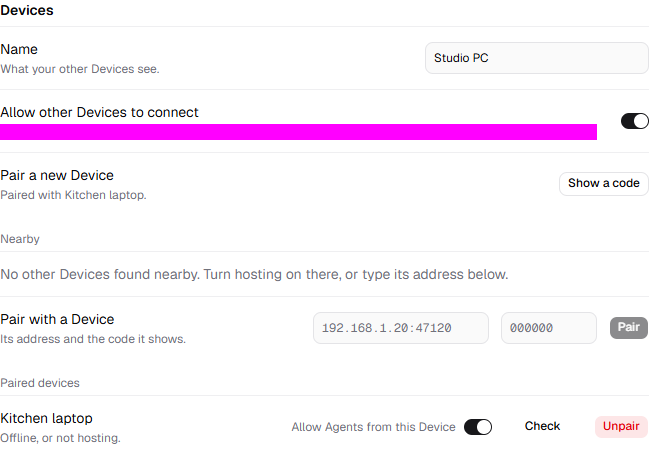 Devices
Name
What your other Devices see.
Studio PC
Allow other Devices to connect
Pair a new Device
Paired with Kitchen laptop.
Show a code
Nearby
No other Devices found nearby. Turn hosting on there, or type its address below.
Pair with a Device
Its address and the code it shows.
192.168.1.20:47120
000000
Pair
Paired devices
Kitchen laptop
Offline, or not hosting.
Allow Agents from this Device
Check
Unpair